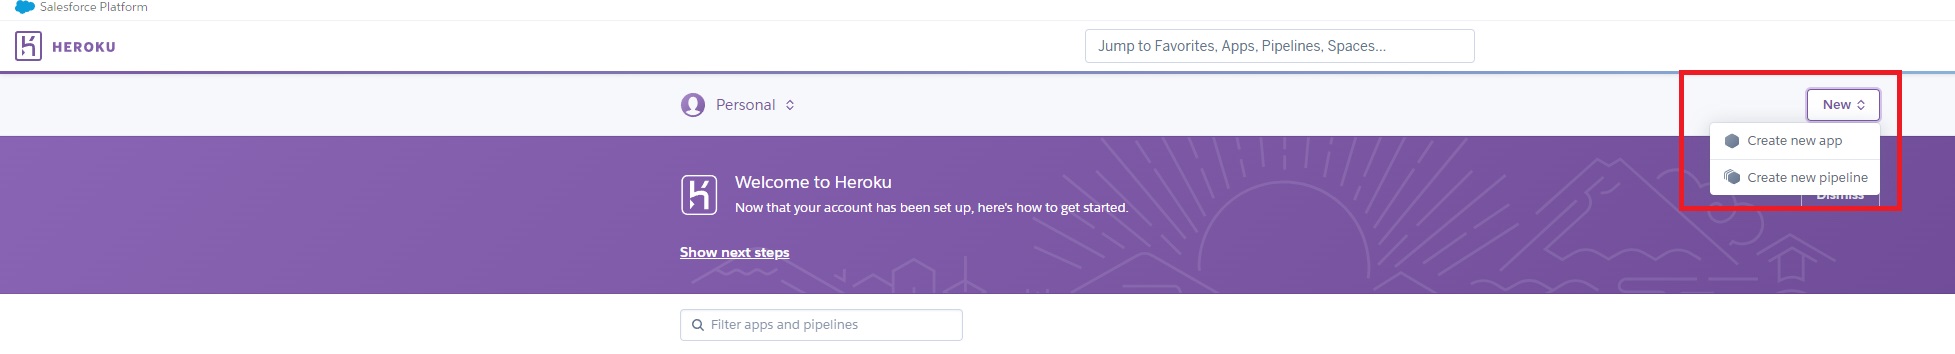 Salesforce Platform
HEROKU
Jump to Favorites, Apps, Pipelines, Spaces...
Personal
New
Create new app
Create new pipeline
Dismiss
Welcome to Heroku
Now that your account has been set up, here's how to get started.
Show next steps
Filter apps and pipelines